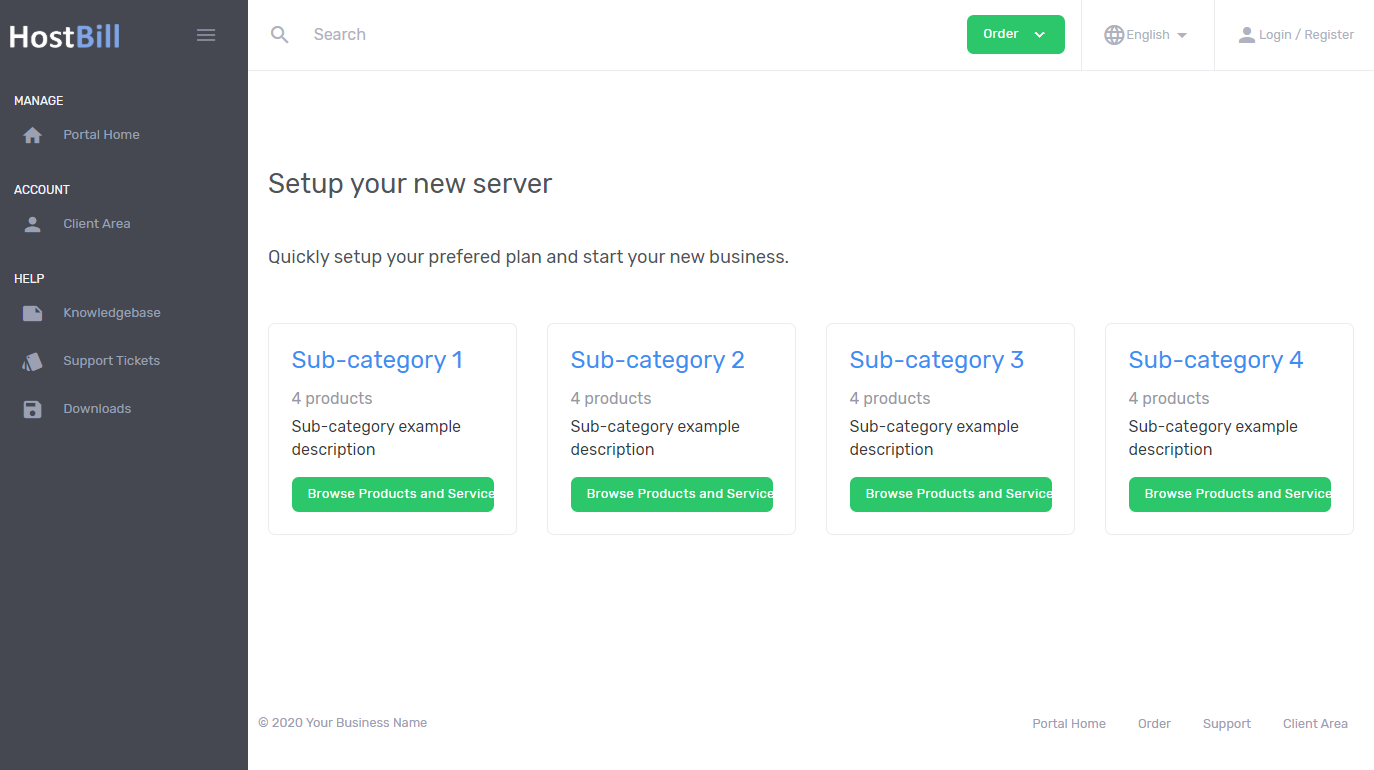 HostBill
Search
Order
English
Login / Register
MANAGE
Portal Home
ACCOUNT
Client Area
HELP
Knowledgebase
Support Tickets
Downloads
Setup your new server
Quickly setup your prefered plan and start your new business.
Sub-category 1
4 products
Sub-category example
description
Browse Products and Service
Sub-category 2
4 products
Sub-category example
description
Browse Products and Service
Sub-category 3
4 products
Sub-category example
description
Browse Products and Service
Sub-category 4
4 products
Sub-category example
description
Browse Products and Service
© 2020 Your Business Name
Portal Home
Order
Support
Client Area